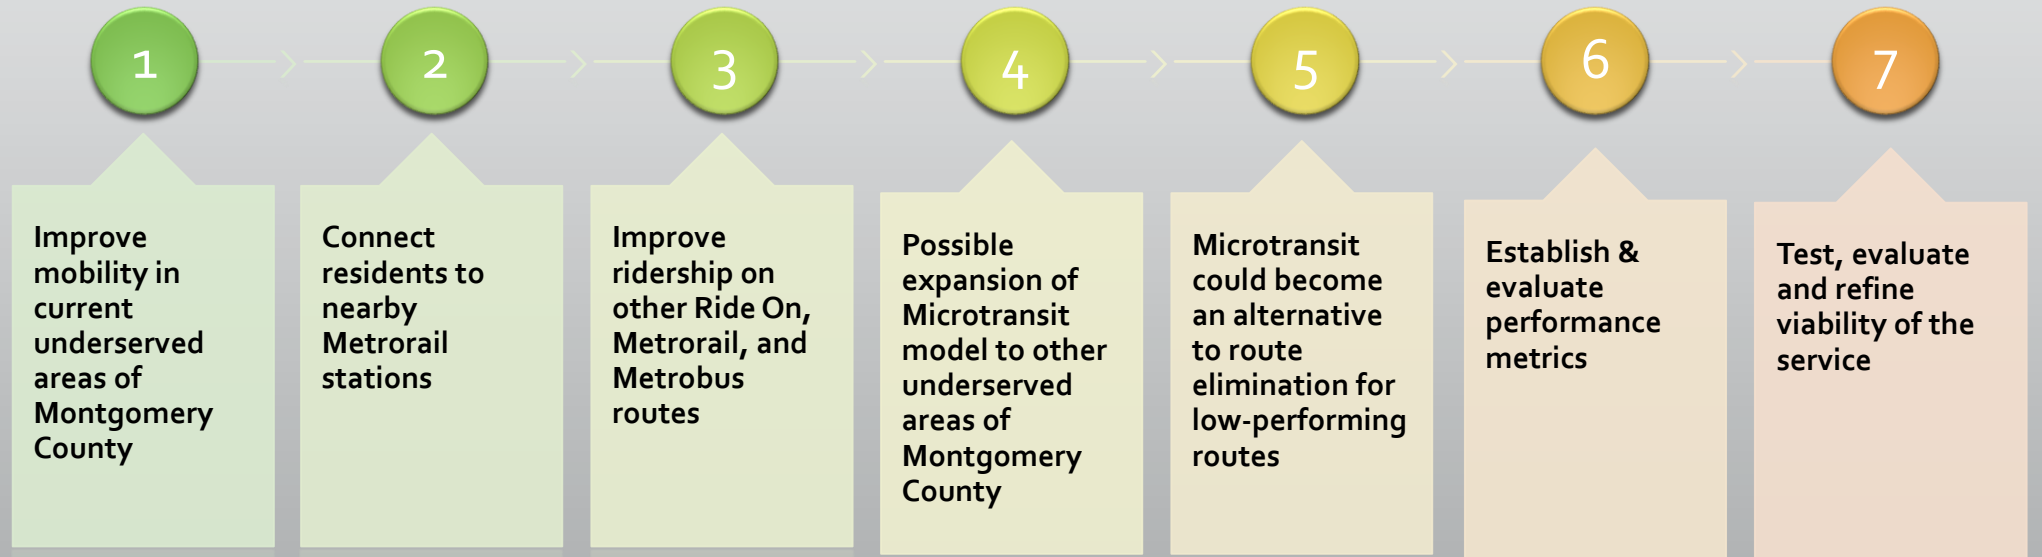 1
2
3
4
5
6
7
Improve
mobility in
current
underserved
areas of
Montgomery
County
Connect
residents to
nearby
Metrorail
stations
Improve
ridership on
other Ride On,
Metrorail, and
Metrobus
routes
Possible
expansion of
Microtransit
model to other
underserved
areas of
Montgomery
County
Microtransit
could become
an alternative
to route
elimination for
low-performing
routes
Establish &
evaluate
performance
metrics
Test, evaluate
and refine
viability of the
service